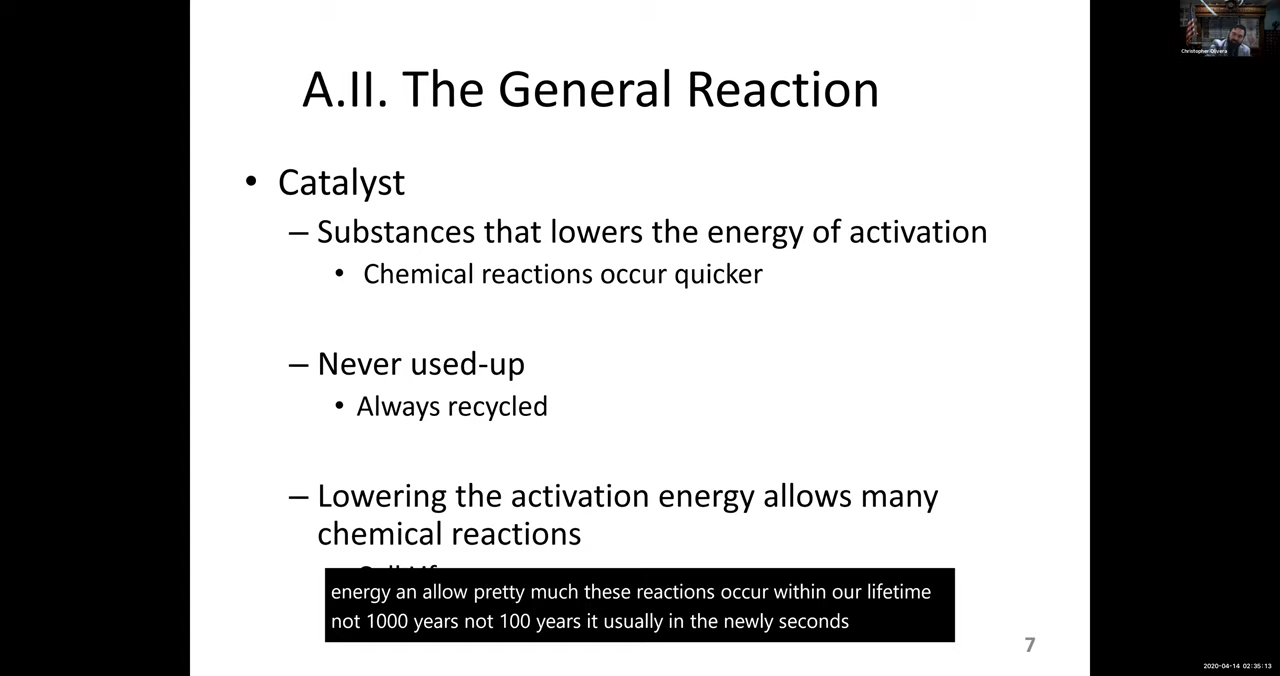 Christopher Olivera
A.II. The General Reaction
• Catalyst
– Substances that lowers the energy of activation
• Chemical reactions occur quicker
– Never used-up
• Always recycled
– Lowering the activation energy allows many
chemical reactions
energy an allow pretty much these reactions occur within our lifetime
not 1000 years not 100 years it usually in the newly seconds
7
2020-04-14 02:35:13